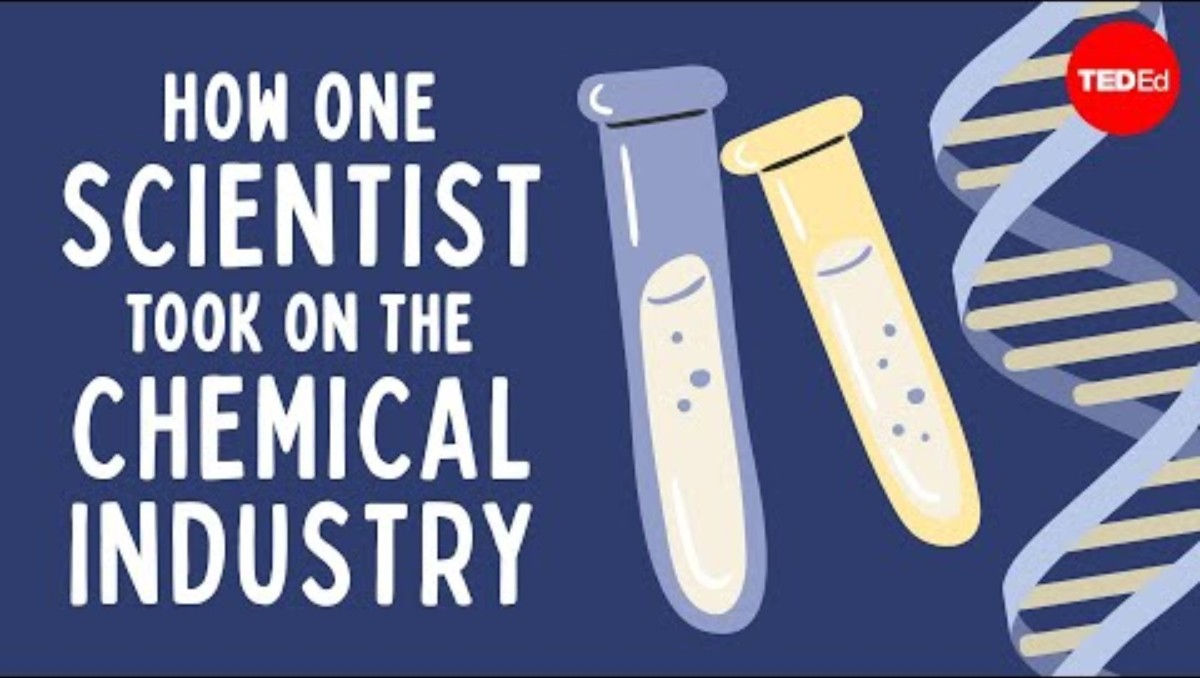 HOW ONE
SCIENTIST
TOOK ON THE
CHEMICAL
INDUSTRY
TEDEd